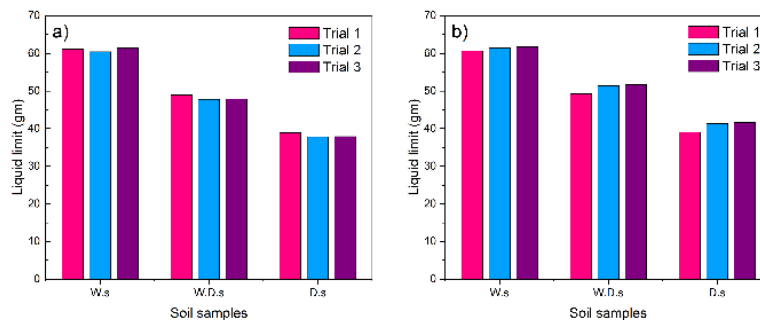 a)
Trial 1
Trial 2
Trial 3
Liquid limit (gm)
70
60
50
40
30
20
10
0
W.s
W.D.s
D.s
Soil samples
b)
Trial 1
Trial 2
Trial 3
Liquid limit (gm)
70
60
50
40
30
20
10
0
W.s
W.D.s
D.s
Soil samples